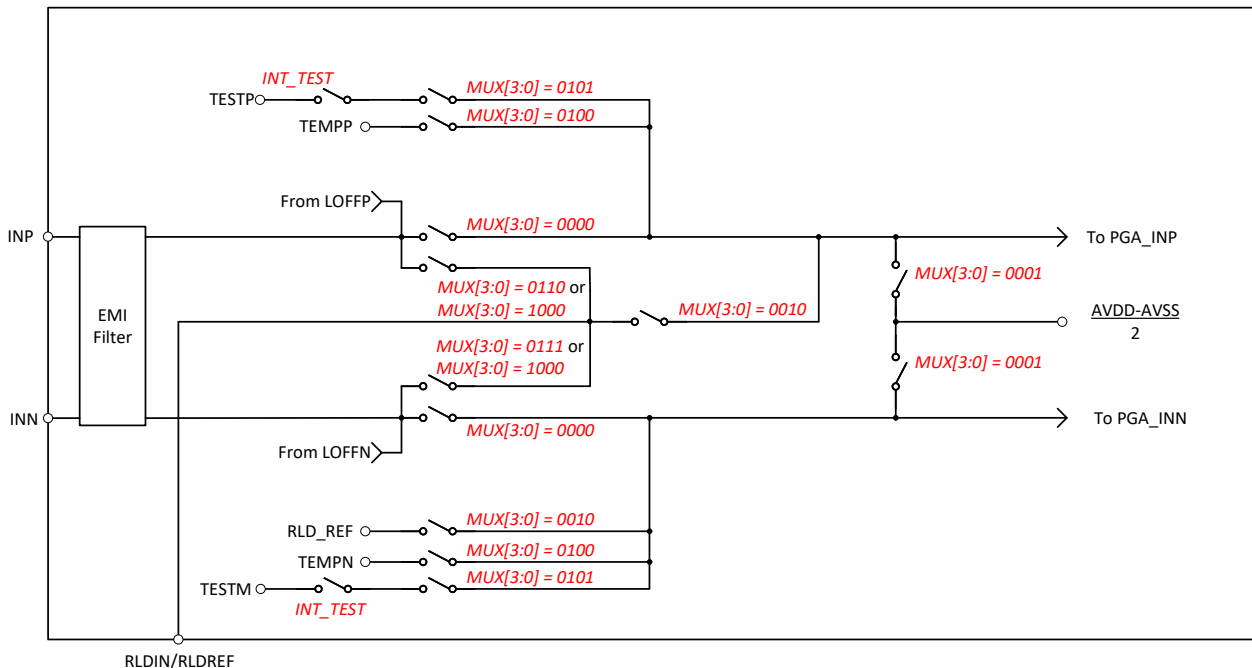 INT_TEST
TESTP
MUX[3:0] = 0101
TEMPP
MUX[3:0] = 0100
From LOFFP
INP
MUX[3:0] = 0000
To PGA_INP
MUX[3:0] = 0001
EMI
Filter
MUX[3:0] = 0110 or
MUX[3:0] = 1000
MUX[3:0] = 0010
AVDD-AVSS
2
MUX[3:0] = 0111 or
MUX[3:0] = 1000
MUX[3:0] = 0001
INN
MUX[3:0] = 0000
To PGA_INN
From LOFFN
RLD_REF
MUX[3:0] = 0010
TEMPN
MUX[3:0] = 0100
TESTM
MUX[3:0] = 0101
INT_TEST
RLDIN/RLDREF